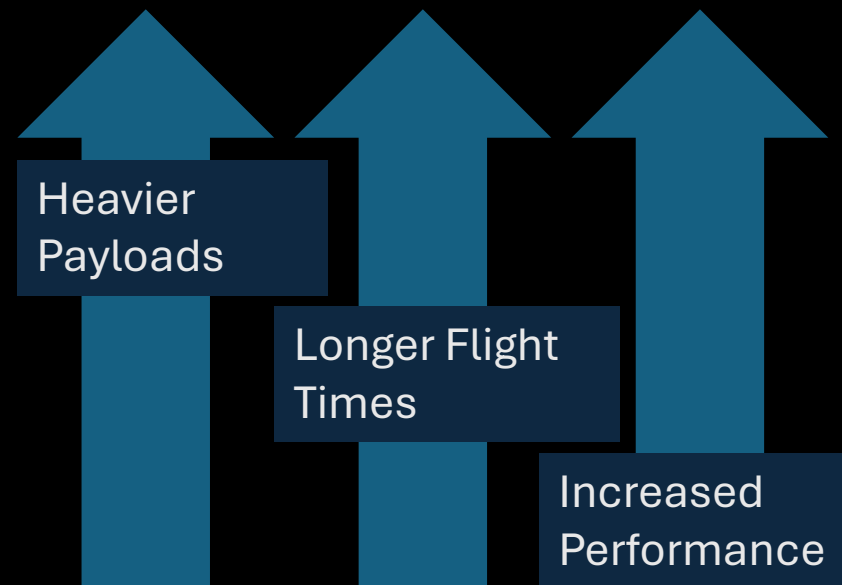 Heavier
Payloads
Longer Flight
Times
Increased
Performance